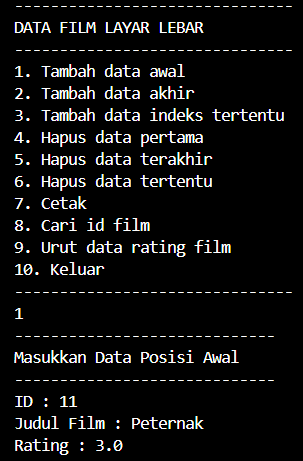 ------------------------------
DATA FILM LAYAR LEBAR
------------------------------
1. Tambah data awal
2. Tambah data akhir
3. Tambah data indeks tertentu
4. Hapus data pertama
5. Hapus data terakhir
6. Hapus data tertentu
7. Cetak
8. Cari id film
9. Urut data rating film
10. Keluar
------------------------------
1
----------------------------
Masukkan Data Posisi Awal
----------------------------
ID : 11
Judul Film : Peternak
Rating : 3.0